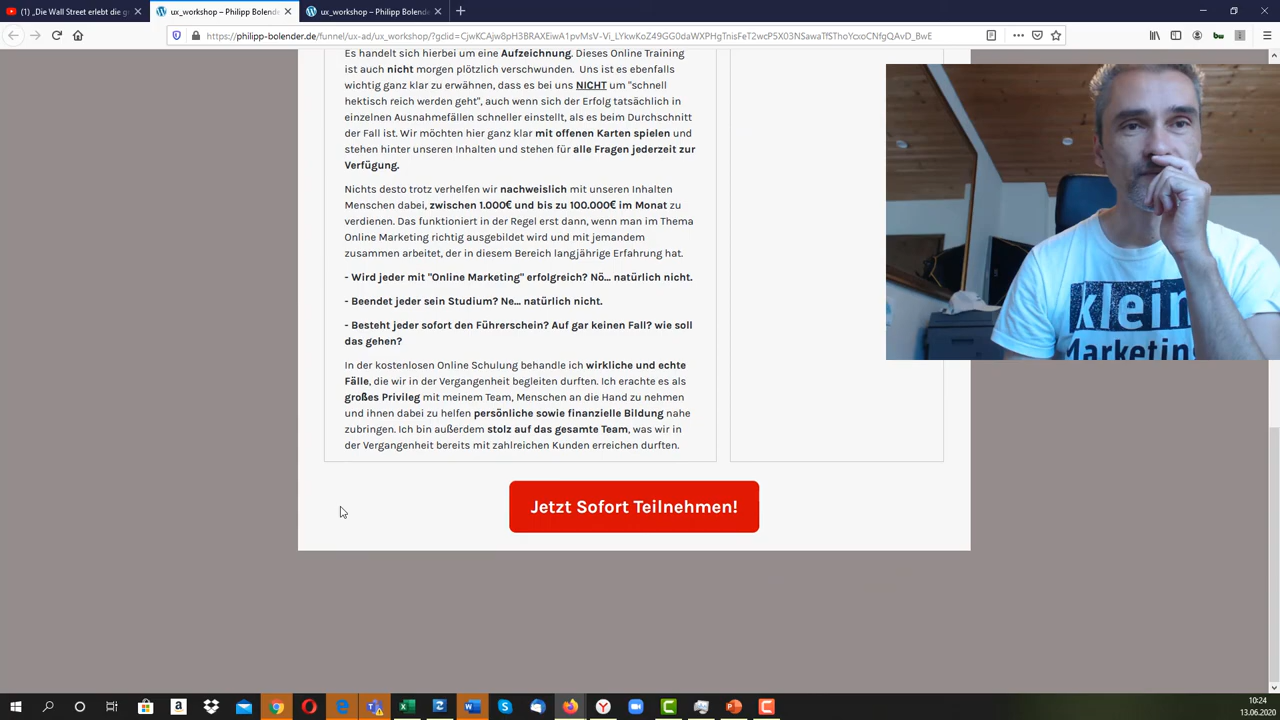 (1) „Die Wall Street erlebt die g
ux_workshop – Philipp Bolende
ux_workshop – Philipp Bolende
https://philipp-bolender.de/funnel/ux-ad/ux_workshop/?gclid=
Es handelt sich hierbei um eine Aufzeichnung. Dieses Online Training
ist auch nicht morgen plötzlich verschwunden. Uns ist es ebenfalls
wichtig ganz klar zu erwähnen, dass es bei uns NICHT um "schnell
hektisch reich werden geht", auch wenn sich der Erfolg tatsächlich in
einzelnen Ausnahmefällen schneller einstellt, als es beim Durchschnitt
der Fall ist. Wir möchten hier ganz klar mit offenen Karten spielen und
stehen hinter unseren Inhalten und stehen für alle Fragen jederzeit zur
Verfügung.
Nichts desto trotz verhelfen wir nachweislich mit unseren Inhalten
Menschen dabei, zwischen 1.000€ und bis zu 100.000€ im Monat zu
verdienen. Das funktioniert in der Regel erst dann, wenn man im Thema
Online Marketing richtig ausgebildet wird und mit jemandem
zusammen arbeitet, der in diesem Bereich langjährige Erfahrung hat.
- Wird jeder mit "Online Marketing" erfolgreich? Nö... natürlich nicht.
- Beendet jeder sein Studium? Ne... natürlich nicht.
- Besteht jeder sofort den Führerschein? Auf gar keinen Fall? wie soll
das gehen?
In der kostenlosen Online Schulung behandle ich wirkliche und echte
Fälle, die wir in der Vergangenheit begleiten durften. Ich erachte es als
großes Privileg mit meinem Team, Menschen an die Hand zu nehmen
und ihnen dabei zu helfen persönliche sowie finanzielle Bildung nahe
zubringen. Ich bin außerdem stolz auf das gesamte Team, was wir in
der Vergangenheit bereits mit zahlreichen Kunden erreichen durften.
Jetzt Sofort Teilnehmen!
klein
Marketing
10:24
13.06.2020